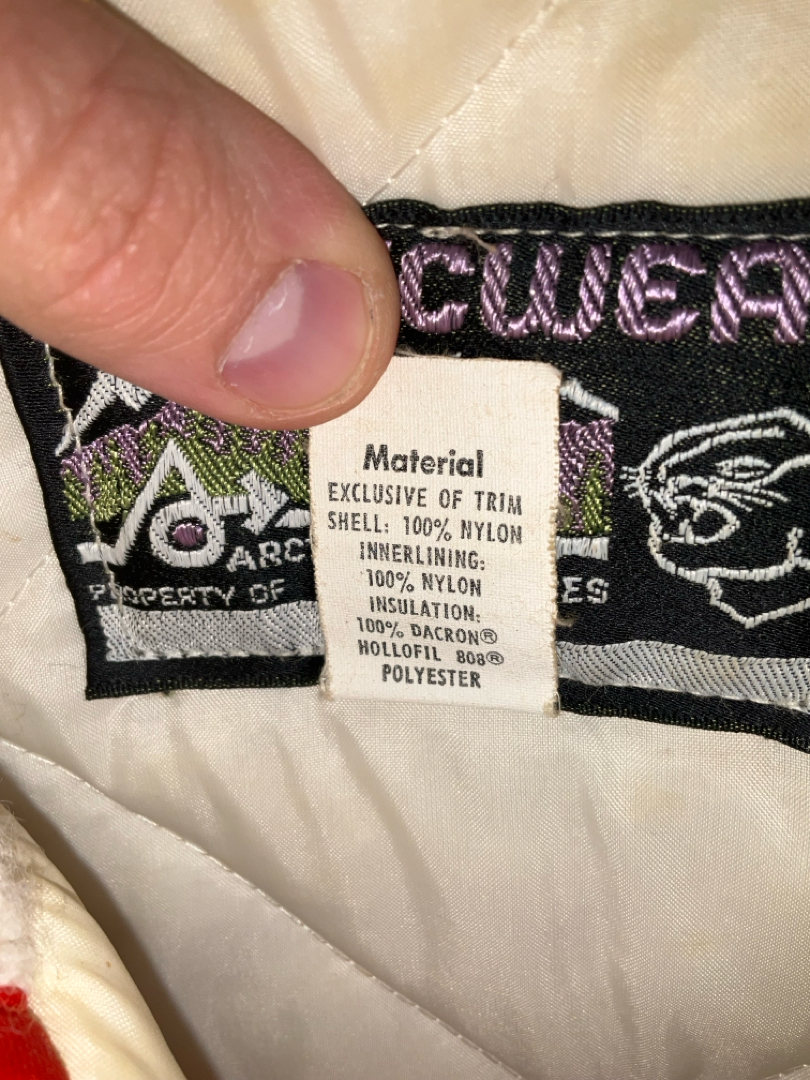 CWEA
Material
EXCLUSIVE OF TRIM
SHELL: 100% NYLON
INNERLINING:
100% NYLON
INSULATION:
100% DACRON®
HOLLOFIL 808®
POLYESTER
ARC
PROPERTY OF ES